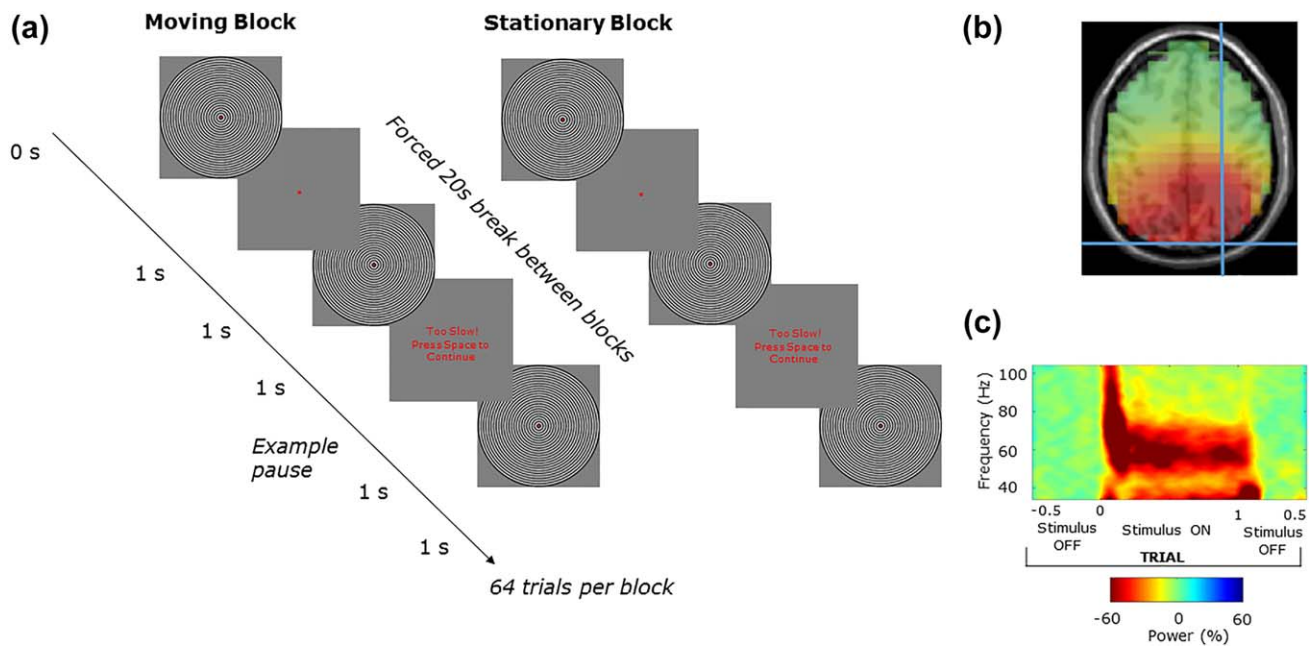 (a)
Moving Block
Stationary Block
0 s
1 s
1 s
1 s
Example
pause
1 s
1 s
64 trials per block
Forced 20s break between blocks
Too Slow!
Press Space to
Continue
Too Slow!
Press Space to
Continue
(b)
(c)
Frequency (Hz)
100
80
60
40
-0.5
0
1
0.5
Stimulus
OFF
Stimulus ON
Stimulus
OFF
TRIAL
-60
0
60
Power (%)